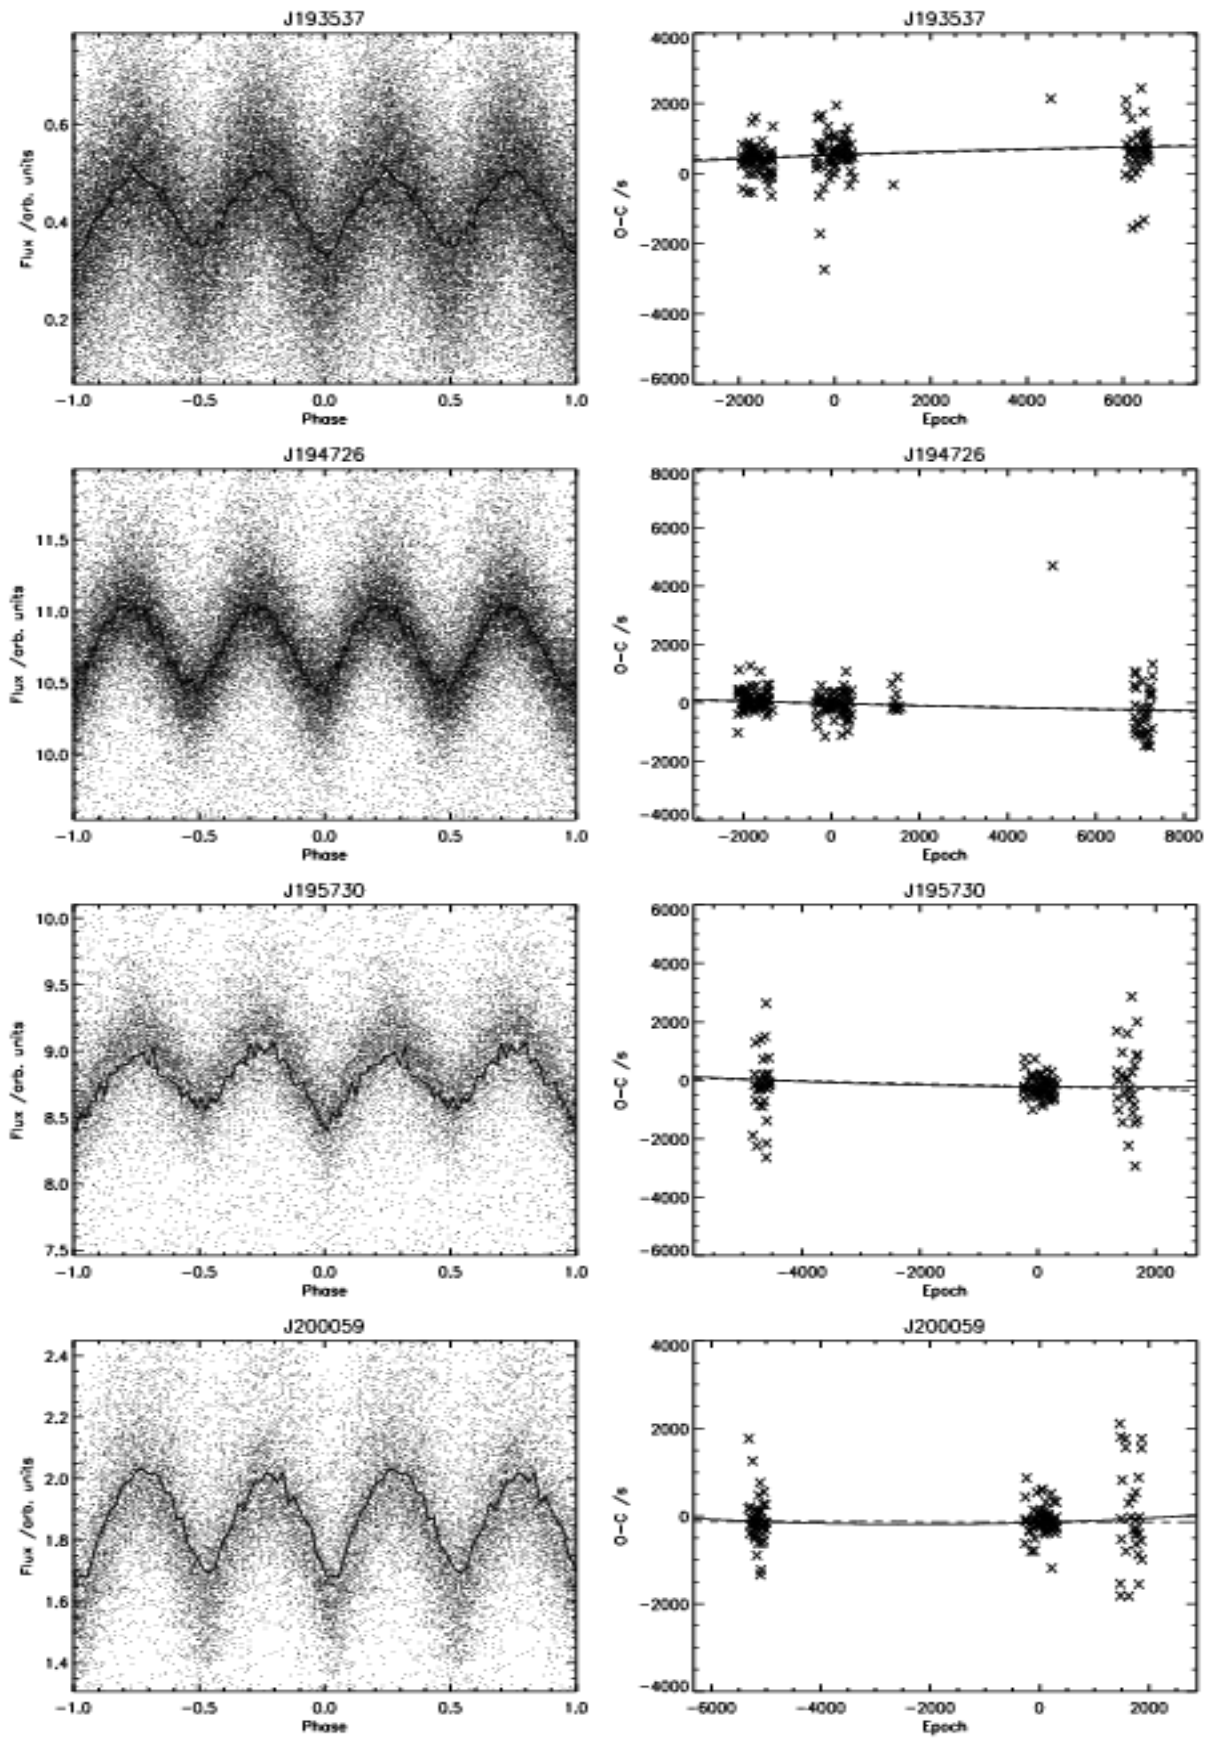 J193537
Flux /arb. units
0.6
0.4
0.2
-1.0 -0.5 0.0 0.5 1.0
Phase
J193537
O-C /s
4000
2000
0
-2000
-4000
-6000
-2000 0 2000 4000 6000
Epoch
J194726
Flux /arb. units
11.5
11.0
10.5
10.0
-1.0 -0.5 0.0 0.5 1.0
Phase
J194726
O-C /s
8000
6000
4000
2000
0
-2000
-4000
-2000 0 2000 4000 6000 8000
Epoch
J195730
Flux /arb. units
10.0
9.5
9.0
8.5
8.0
7.5
-1.0 -0.5 0.0 0.5 1.0
Phase
J195730
O-C /s
6000
4000
2000
0
-2000
-4000
-6000
-4000 -2000 0 2000
Epoch
J200059
Flux /arb. units
2.4
2.2
2.0
1.8
1.6
1.4
-1.0 -0.5 0.0 0.5 1.0
Phase
J200059
O-C /s
4000
2000
0
-2000
-4000
-6000 -4000 -2000 0 2000
Epoch